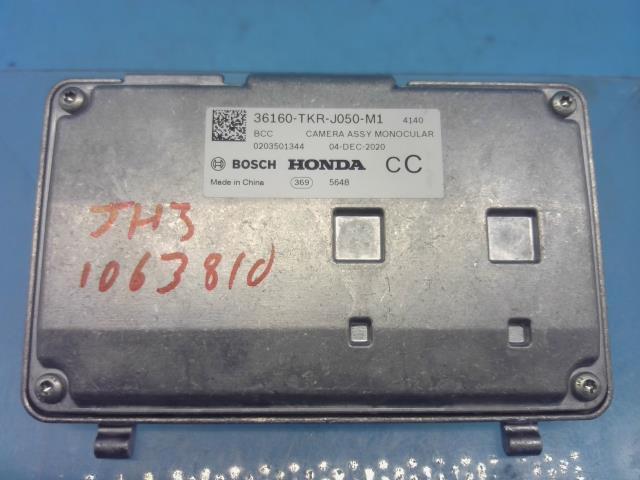 36160-TKR-J050-M1 4140
BCC CAMERA ASSY MONOCULAR
0203501344 04-DEC-2020
BOSCH HONDA CC
Made in China 369 5648
JH3
1063810